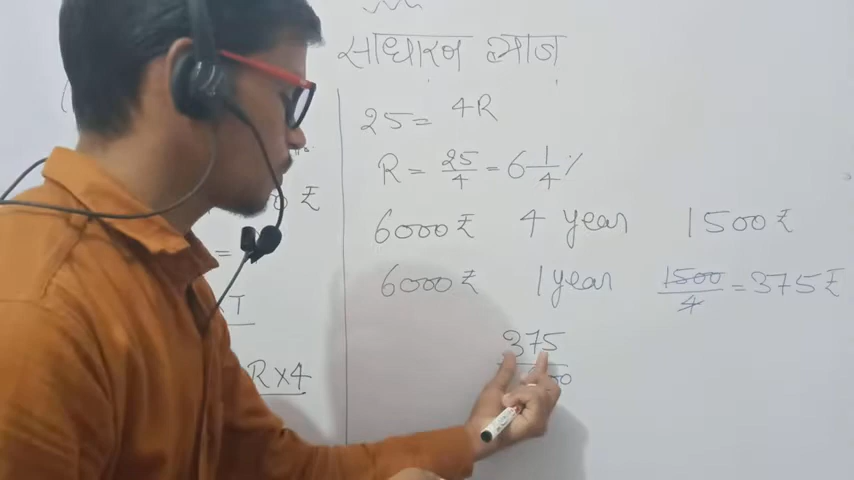 साधारण ब्याज
25 = 4R
R = 25/4 = 6 1/4 %
6000 ₹ 4 year 1500 ₹
6000 ₹ 1 year 1500/4 = 375 ₹
375
₹
=
T
R×4